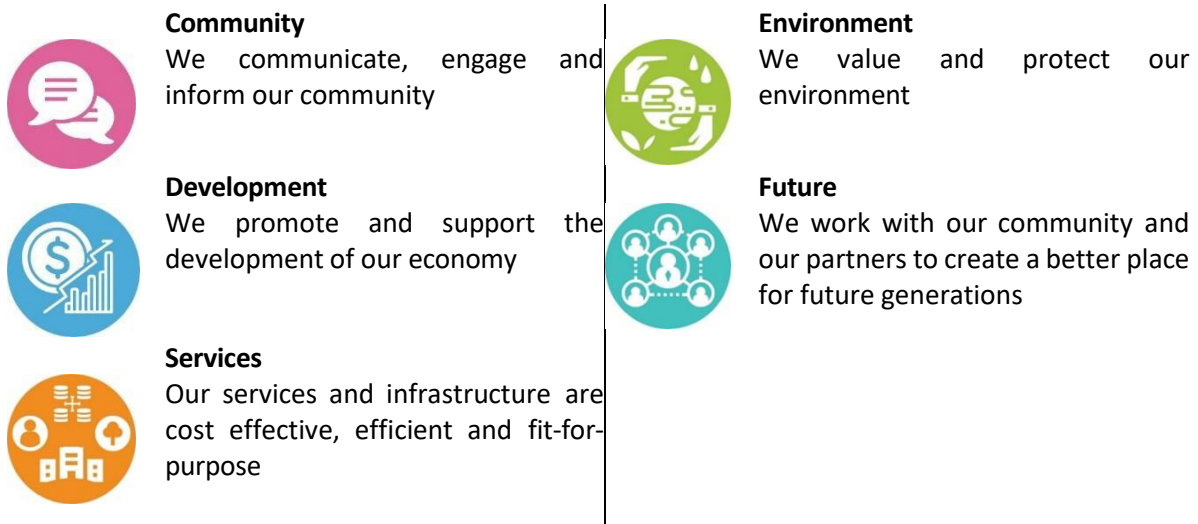 Community
We communicate, engage and
inform our community
Development
We promote and support the
development of our economy
Services
Our services and infrastructure are
cost effective, efficient and fit-for-
purpose
Environment
We value and protect our
environment
Future
We work with our community and
our partners to create a better place
for future generations